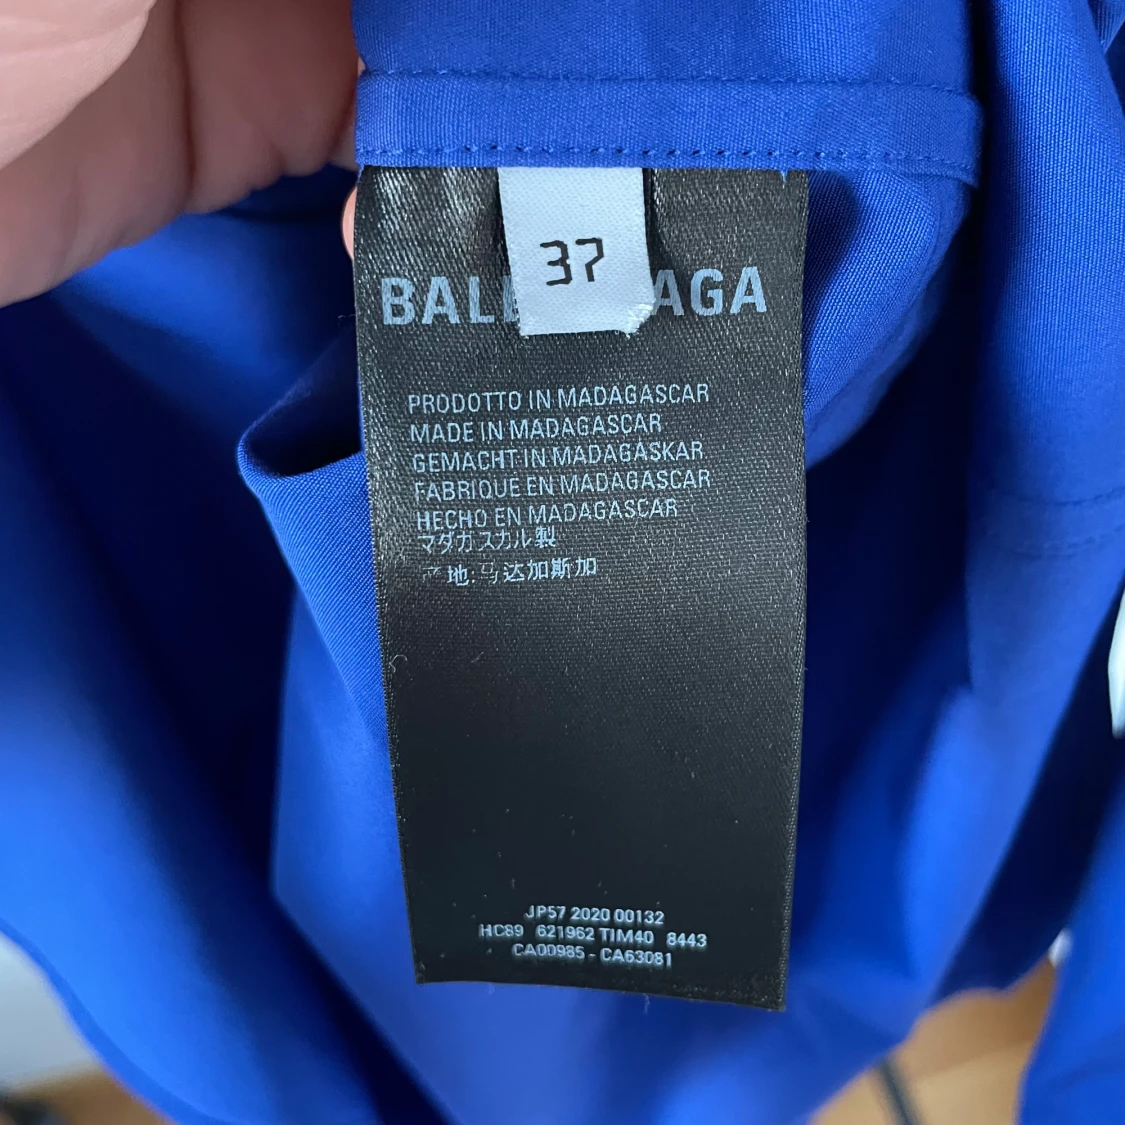 37
BALENCIAGA
PRODOTTO IN MADAGASCAR
MADE IN MADAGASCAR
GEMACHT IN MADAGASKAR
FABRIQUE EN MADAGASCAR
HECHO EN MADAGASCAR
マダガスカル製
产地:马达加斯加
JP57 2020 00132
HC89 621962 TIM40 8443
CA00985 - CA63081